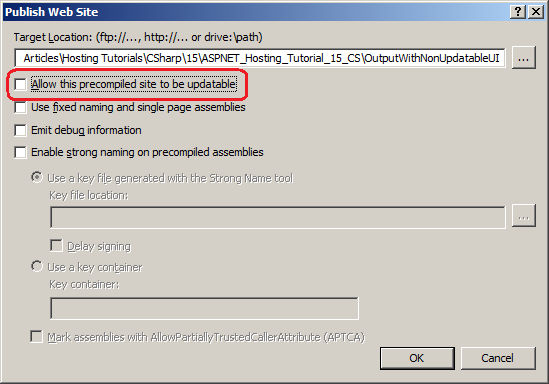 Publish Web Site
Target Location: (ftp://..., http://... or drive:\path)
Articles\Hosting Tutorials\CSharp\15\ASPNET_Hosting_Tutorial_15_CS\OutputWithNonUpdatableUI
...
Allow this precompiled site to be updatable
Use fixed naming and single page assemblies
Emit debug information
Enable strong naming on precompiled assemblies
Use a key file generated with the Strong Name tool
Key file location:
...
Delay signing
Use a key container
Key container:
Mark assemblies with AllowPartiallyTrustedCallerAttribute (APTCA)
OK
Cancel